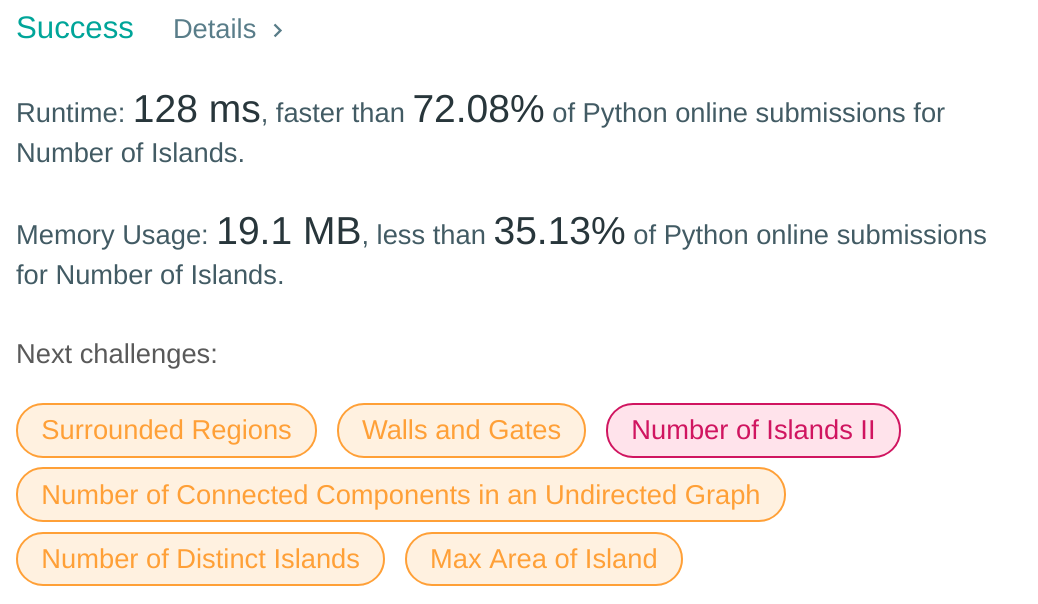 Success Details >
Runtime: 128 ms, faster than 72.08% of Python online submissions for
Number of Islands.
Memory Usage: 19.1 MB, less than 35.13% of Python online submissions
for Number of Islands.
Next challenges:
Surrounded Regions Walls and Gates Number of Islands II
Number of Connected Components in an Undirected Graph
Number of Distinct Islands Max Area of Island